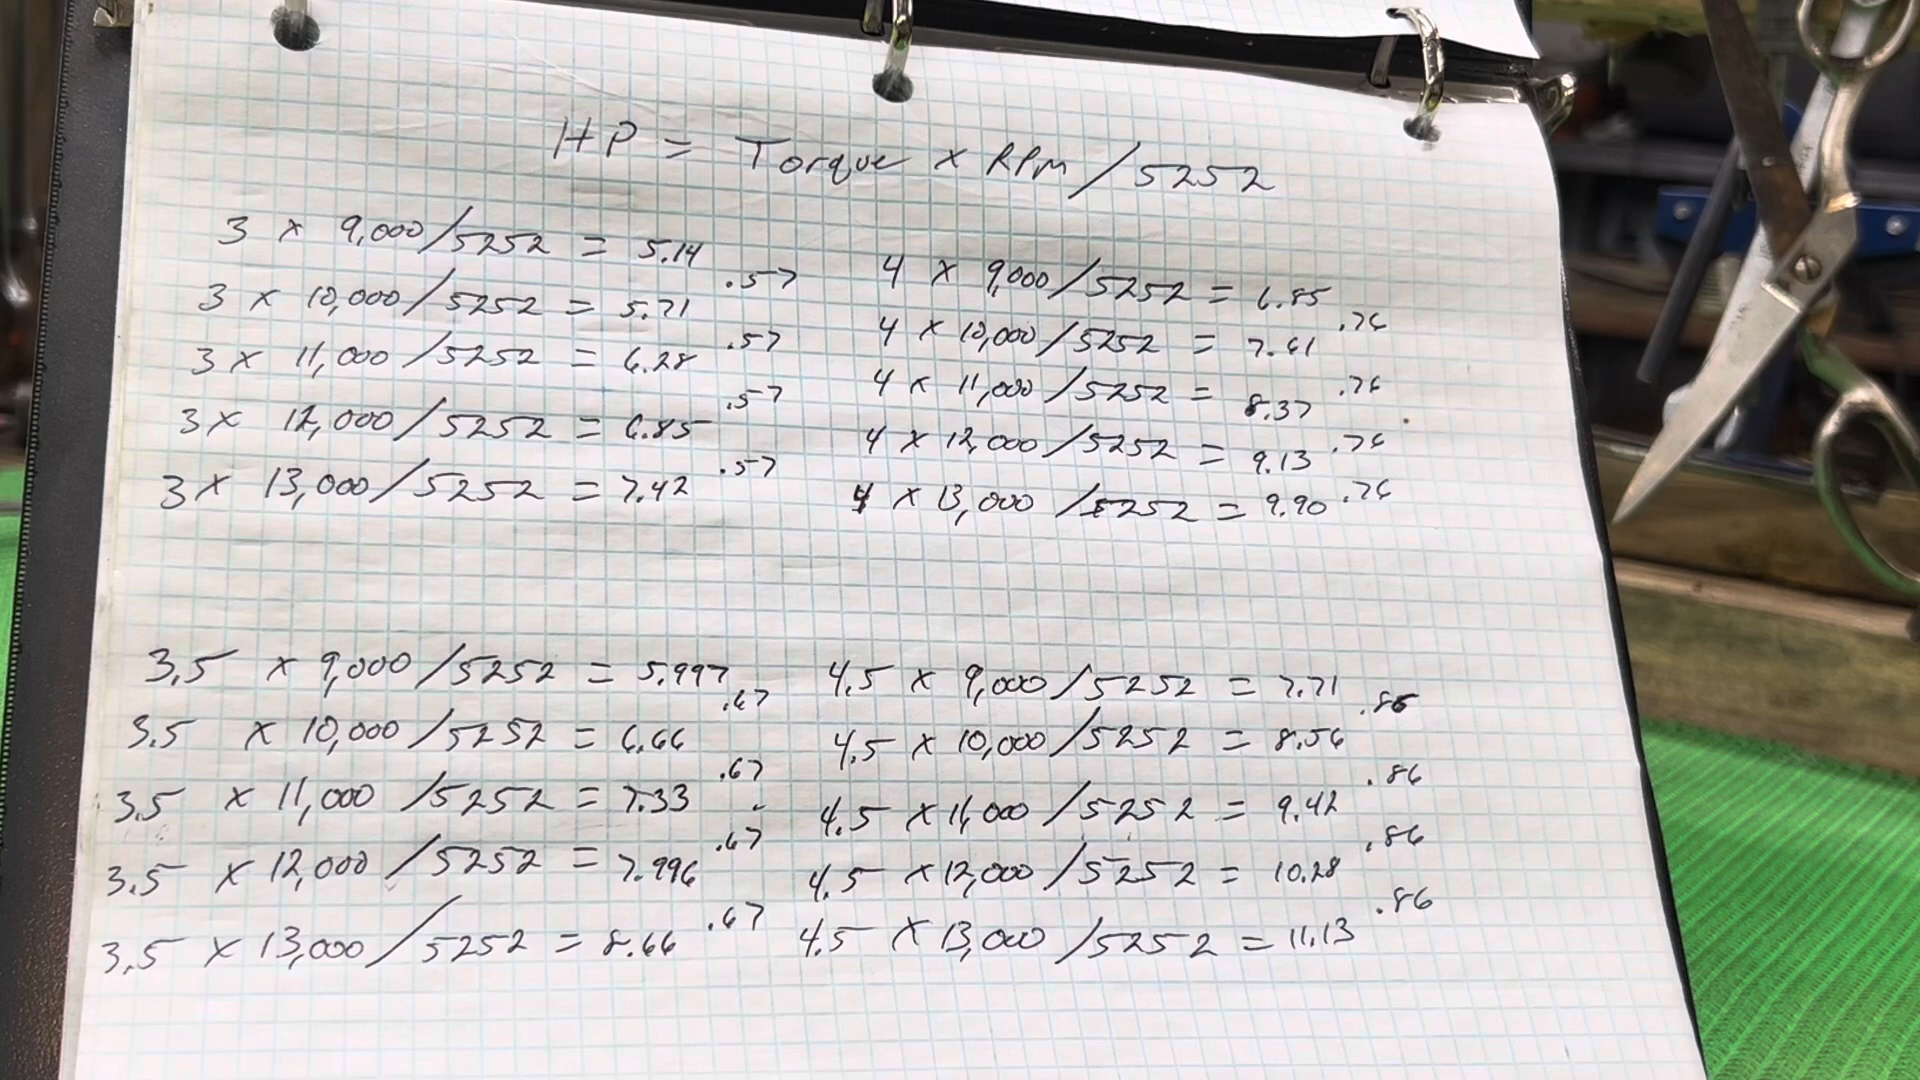 HP = Torque x RPM / 5252
3 x 9,000/5252 = 5.14
.57
3 x 10,000/5252 = 5.71
.57
3 x 11,000/5252 = 6.28
.57
3 x 12,000/5252 = 6.85
.57
3 x 13,000/5252 = 7.42
4 x 9,000/5252 = 6.85
.76
4 x 10,000/5252 = 7.61
.76
4 x 11,000/5252 = 8.37
.76
4 x 12,000/5252 = 9.13
.76
4 x 13,000/5252 = 9.90
3.5 x 9,000/5252 = 5.997
.67
3.5 x 10,000/5252 = 6.66
.67
3.5 x 11,000/5252 = 7.33
.67
3.5 x 12,000/5252 = 7.996
.67
3.5 x 13,000/5252 = 8.66
4.5 x 9,000/5252 = 7.71
.86
4.5 x 10,000/5252 = 8.56
.86
4.5 x 11,000/5252 = 9.42
.86
4.5 x 12,000/5252 = 10.28
.86
4.5 x 13,000/5252 = 11.13